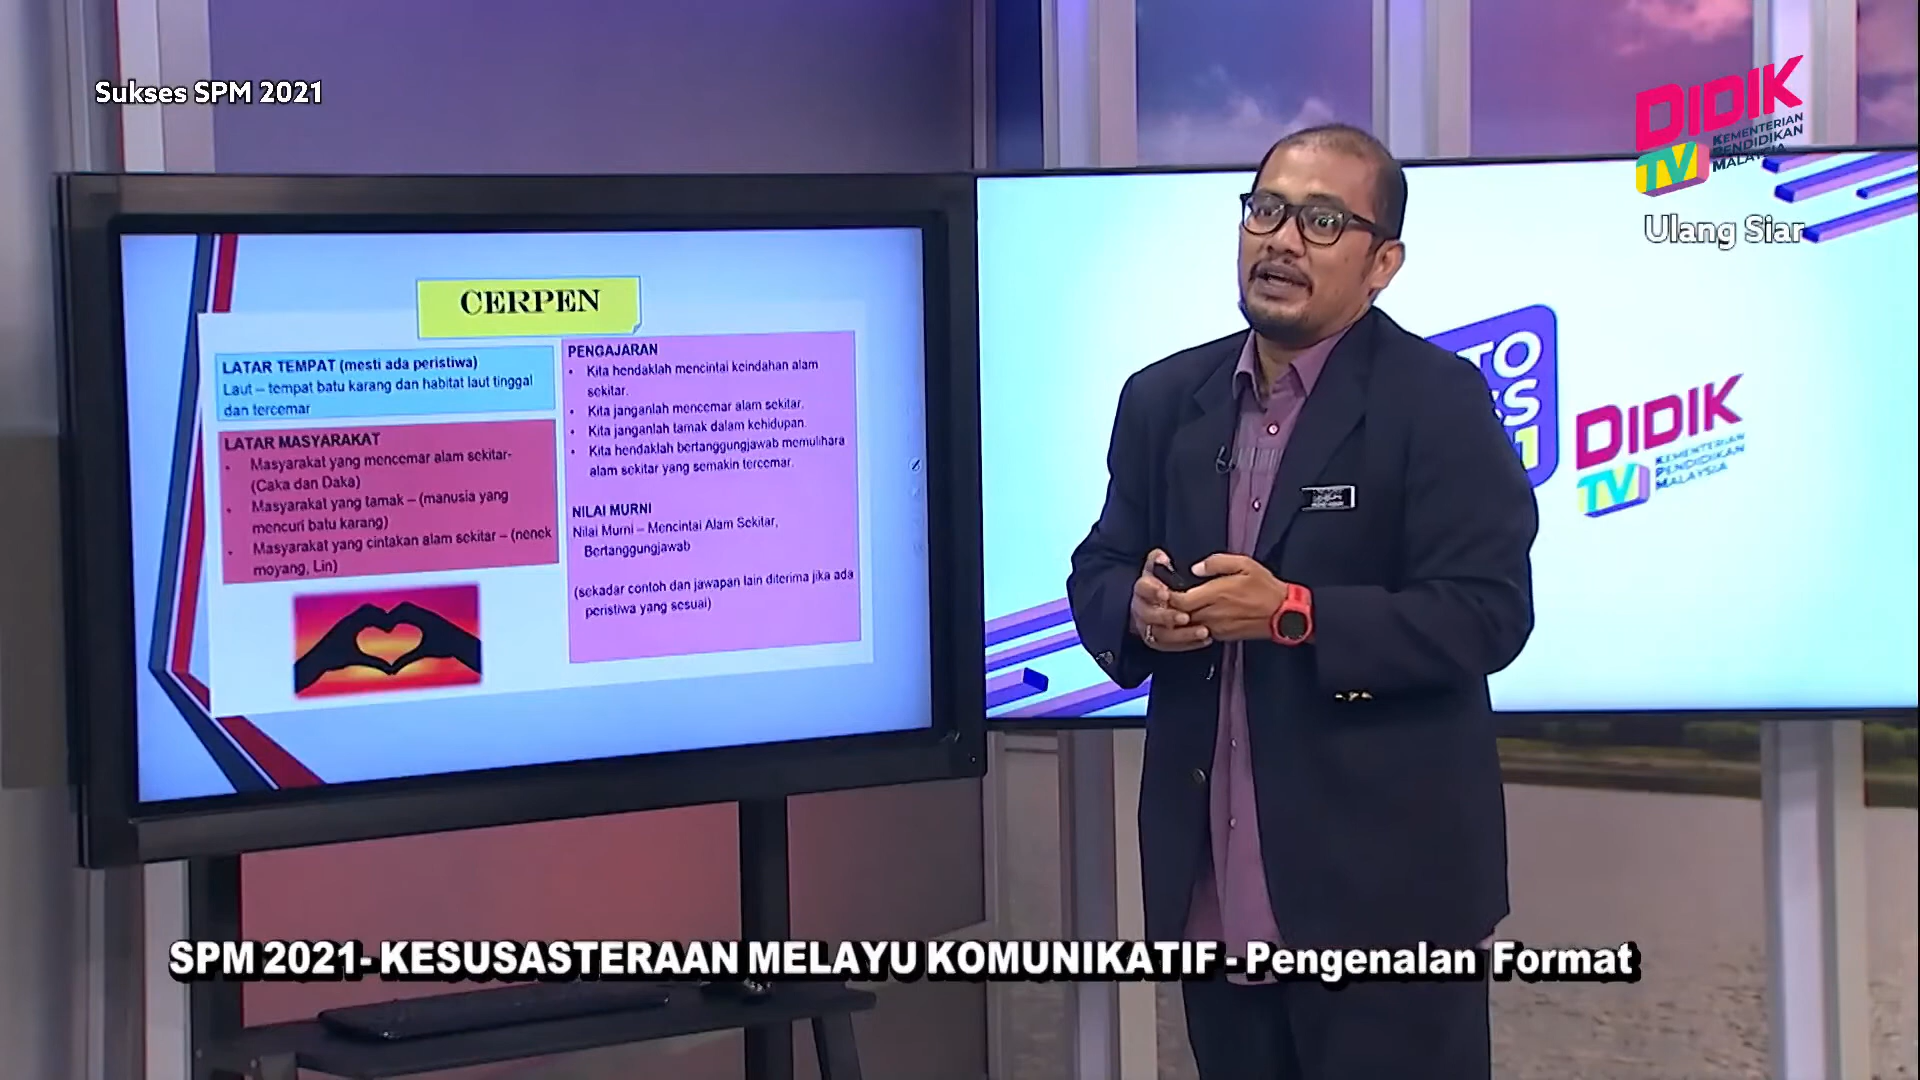 Sukses SPM 2021
DIDIK
TV
KEMENTERIAN
PENDIDIKAN
MALAYSIA
Ulang Siar
CERPEN
LATAR TEMPAT (mesti ada peristiwa)
Laut – tempat batu karang dan habitat laut tinggal
dan tercemar
LATAR MASYARAKAT
• Masyarakat yang mencemar alam sekitar-
(Caka dan Daka)
• Masyarakat yang tamak – (manusia yang
mencuri batu karang)
• Masyarakat yang cintakan alam sekitar – (nenek
moyang, Lin)
PENGAJARAN
• Kita hendaklah mencintai keindahan alam
sekitar.
• Kita janganlah mencemar alam sekitar.
• Kita janganlah tamak dalam kehidupan.
• Kita hendaklah bertanggungjawab memulihara
alam sekitar yang semakin tercemar.
NILAI MURNI
Nilai Murni – Mencintai Alam Sekitar,
Bertanggungjawab
(sekadar contoh dan jawapan lain diterima jika ada
peristiwa yang sesuai)
DIDIK
TV
KEMENTERIAN
PENDIDIKAN
MALAYSIA
SPM 2021- KESUSASTERAAN MELAYU KOMUNIKATIF - Pengenalan Format